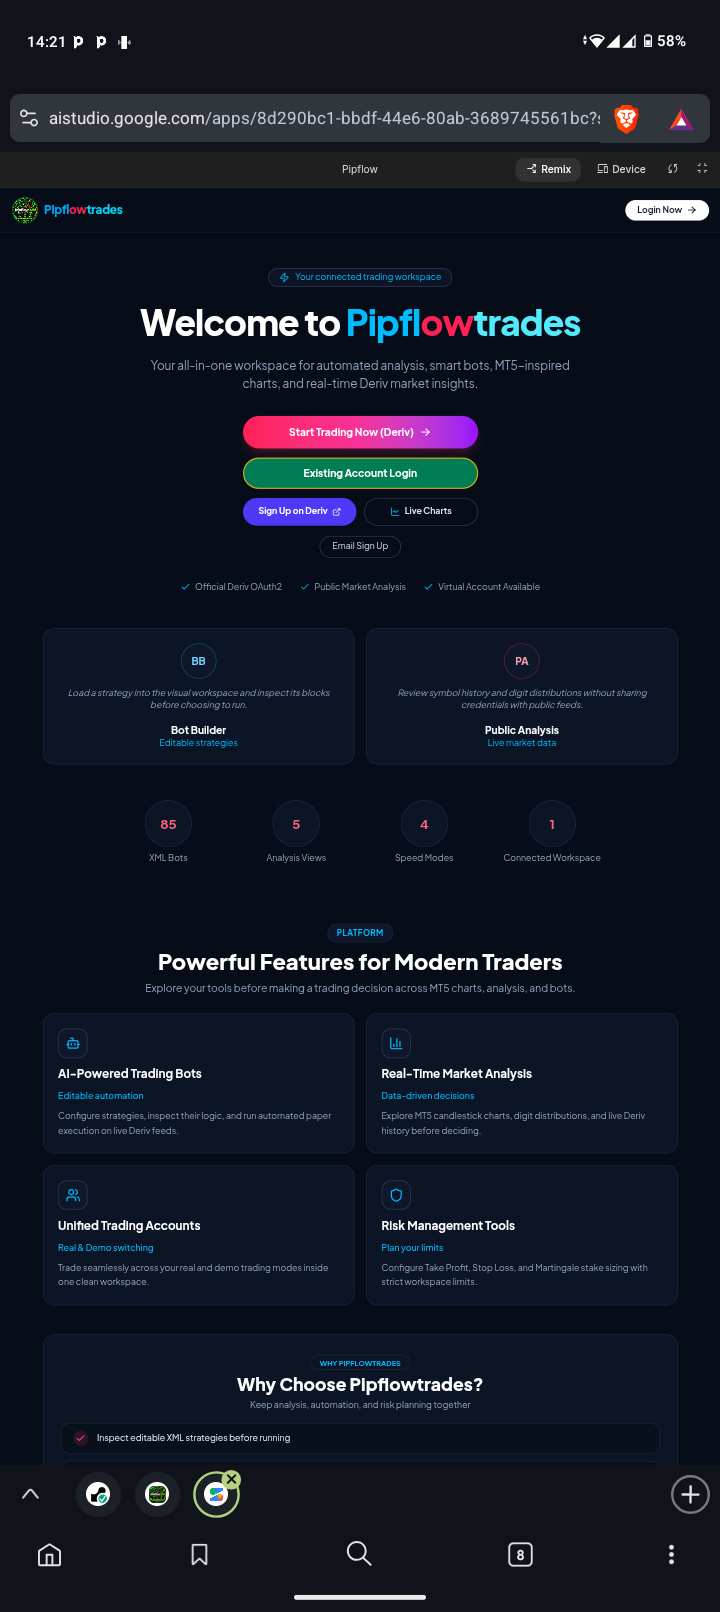 14:21
58%
aistudio.google.com/apps/8d290bc1-bbdf-44e6-80ab-3689745561bc?s
Pipflow
Remix
Device
Pipflowtrades
Login Now
Your connected trading workspace
Welcome to Pipflowtrades
Your all-in-one workspace for automated analysis, smart bots, MT5-inspired
charts, and real-time Deriv market insights.
Start Trading Now (Deriv)
Existing Account Login
Sign Up on Deriv
Live Charts
Email Sign Up
Official Deriv OAuth2
Public Market Analysis
Virtual Account Available
BB
Load a strategy into the visual workspace and inspect its blocks
before choosing to run.
Bot Builder
Editable strategies
PA
Review symbol history and digit distributions without sharing
credentials with public feeds.
Public Analysis
Live market data
85
XML Bots
5
Analysis Views
4
Speed Modes
1
Connected Workspace
PLATFORM
Powerful Features for Modern Traders
Explore your tools before making a trading decision across MT5 charts, analysis, and bots.
AI-Powered Trading Bots
Editable automation
Configure strategies, inspect their logic, and run automated paper
execution on live Deriv feeds.
Real-Time Market Analysis
Data-driven decisions
Explore MT5 candlestick charts, digit distributions, and live Deriv
history before deciding.
Unified Trading Accounts
Real & Demo switching
Trade seamlessly across your real and demo trading modes inside
one clean workspace.
Risk Management Tools
Plan your limits
Configure Take Profit, Stop Loss, and Martingale stake sizing with
strict workspace limits.
WHY PIPFLOWTRADES
Why Choose Pipflowtrades?
Keep analysis, automation, and risk planning together
Inspect editable XML strategies before running
8